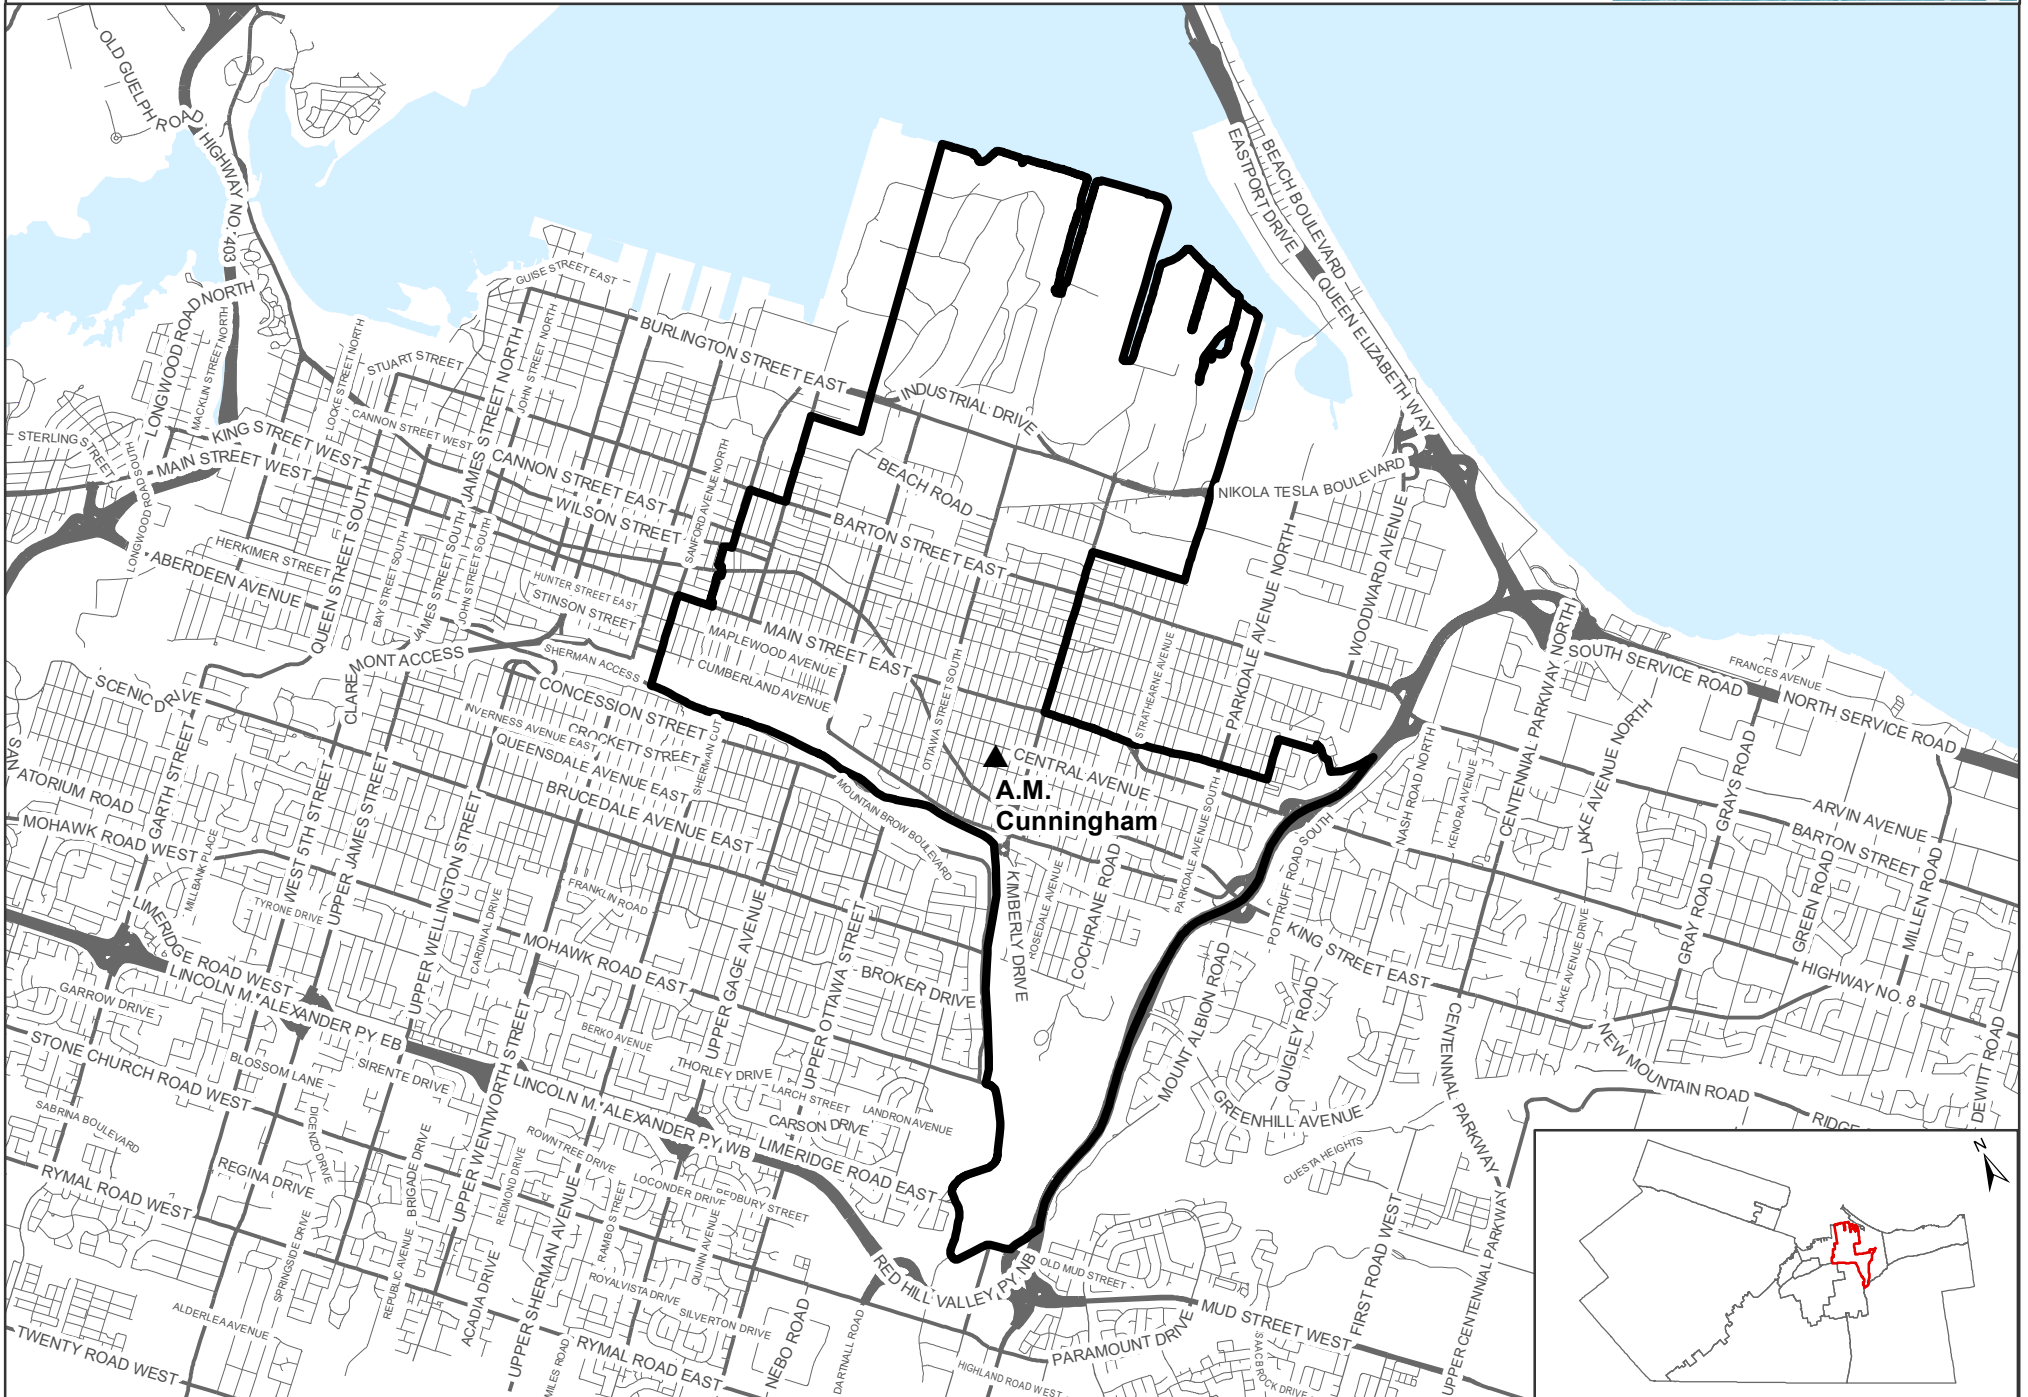 OLD GUELPH ROAD
HIGHWAY NO. 403
EASTPORT DRIVE
BEACH BOULEVARD
QUEEN ELIZABETH WAY
GUISE STREET EAST
BURLINGTON STREET EAST
INDUSTRIAL DRIVE
LONGWOOD ROAD NORTH
MACKLIN STREET NORTH
LOCKE STREET NORTH
STUART STREET
JAMES STREET NORTH
JOHN STREET NORTH
CANNON STREET WEST
STERLING STREET
KING STREET WEST
MAIN STREET WEST
LONGWOOD ROAD SOUTH
CANNON STREET EAST
WILSON STREET
SANFORD AVENUE NORTH
BEACH ROAD
BARTON STREET EAST
NIKOLA TESLA BOULEVARD
HERKIMER STREET
ABERDEEN AVENUE
QUEEN STREET SOUTH
BAY STREET SOUTH
JAMES STREET SOUTH
JOHN STREET SOUTH
HUNTER STREET EAST
STINSON STREET
MAPLEWOOD AVENUE
MAIN STREET EAST
CUMBERLAND AVENUE
OTTAWA STREET SOUTH
STRATHEARNE AVENUE
PARKDALE AVENUE NORTH
WOODWARD AVENUE
SOUTH SERVICE ROAD
FRANCES AVENUE
NORTH SERVICE ROAD
SHERMAN ACCESS
CONCESSION STREET
INVERNESS AVENUE EAST
CROCKETT STREET
QUEENSDALE AVENUE EAST
SHERMAN CUT
BRUCEDALE AVENUE EAST
SCENIC DRIVE
MOHAWK ROAD WEST
GARTH STREET
MILLBANK PLACE
WEST 5TH STREET
UPPER JAMES STREET
UPPER WELLINGTON STREET
MOUNTAIN BROW BOULEVARD
CENTRAL AVENUE
A.M.
Cunningham
PARKDALE AVENUE SOUTH
POTTRUFF ROAD SOUTH
NASH ROAD NORTH
KENORA AVENUE
CENTENNIAL PARKWAY NORTH
LAKE AVENUE NORTH
GRAYS ROAD
ARVIN AVENUE
BARTON STREET
GRAY ROAD
GREEN ROAD
MILLEN ROAD
KIMBERLY DRIVE
ROSEDALE AVENUE
COCHRANE ROAD
FRANKLIN ROAD
TYRONE DRIVE
CARDINAL DRIVE
LIMERIDGE ROAD WEST
LINCOLN M. ALEXANDER PY EB
MOHAWK ROAD EAST
UPPER GAGE AVENUE
UPPER OTTAWA STREET
BROKER DRIVE
MOUNT ALBION ROAD
QUIGLEY ROAD
KING STREET EAST
LAKE AVENUE DRIVE
HIGHWAY NO. 8
NEW MOUNTAIN ROAD
DEWITT ROAD
CENTENNIAL PARKWAY
GREENHILL AVENUE
CUESTA HEIGHTS
GARROW DRIVE
STONE CHURCH ROAD WEST
BLOSSOM LANE
SIRENTE DRIVE
UPPER WENTWORTH STREET
BERKO AVENUE
THORLEY DRIVE
LARCH STREET
LANDRON AVENUE
CARSON DRIVE
LINCOLN M. ALEXANDER PY WB
LIMERIDGE ROAD EAST
SABRINA BOULEVARD
DICENZO DRIVE
BRIGADE DRIVE
REGINA DRIVE
RYMAL ROAD WEST
ROWNTREE DRIVE
REDMOND DRIVE
LOCONDER DRIVE
REDBURY STREET
RAMBO STREET
QUINN AVENUE
UPPER SHERMAN AVENUE
SPRINGSIDE DRIVE
REPUBLIC AVENUE
ACADIA DRIVE
ROYALVISTA DRIVE
SILVERTON DRIVE
ALDERLEA AVENUE
TWENTY ROAD WEST
MILES ROAD
RYMAL ROAD EAST
NEBO ROAD
DARTNALL ROAD
RED HILL VALLEY PY NB
OLD MUD STREET
MUD STREET WEST
PARAMOUNT DRIVE
HIGHLAND ROAD WEST
ISAAC BROCK DRIVE
FIRST ROAD WEST
UPPER CENTENNIAL PARKWAY
N